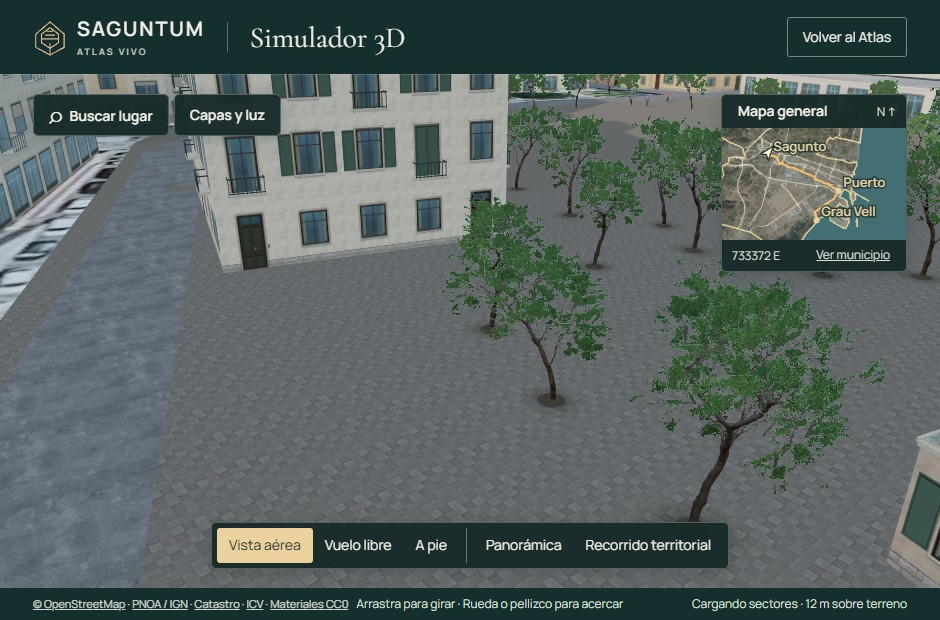 SAGUNTUM
ATLAS VIVO
Simulador 3D
Volver al Atlas
Buscar lugar
Capas y luz
Mapa general
N ↑
Sagunto
Puerto
Grau Vell
733372 E
Ver municipio
Vista aérea
Vuelo libre
A pie
Panorámica
Recorrido territorial
© OpenStreetMap · PNOA / IGN · Catastro · ICV · Materiales CC0 Arrastra para girar · Rueda o pellizco para acercar
Cargando sectores · 12 m sobre terreno